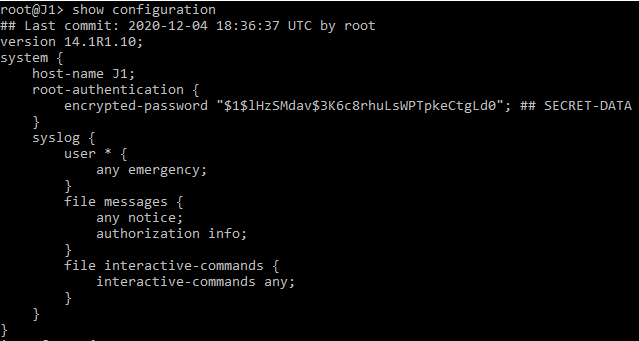 root@J1> show configuration
## Last commit: 2020-12-04 18:36:37 UTC by root
version 14.1R1.10;
system {
    host-name J1;
    root-authentication {
        encrypted-password "$1$lHzSMdav$3K6c8rhuLsWPTpkeCtgLd0"; ## SECRET-DATA
    }
    syslog {
        user * {
            any emergency;
        }
        file messages {
            any notice;
            authorization info;
        }
        file interactive-commands {
            interactive-commands any;
        }
    }
}